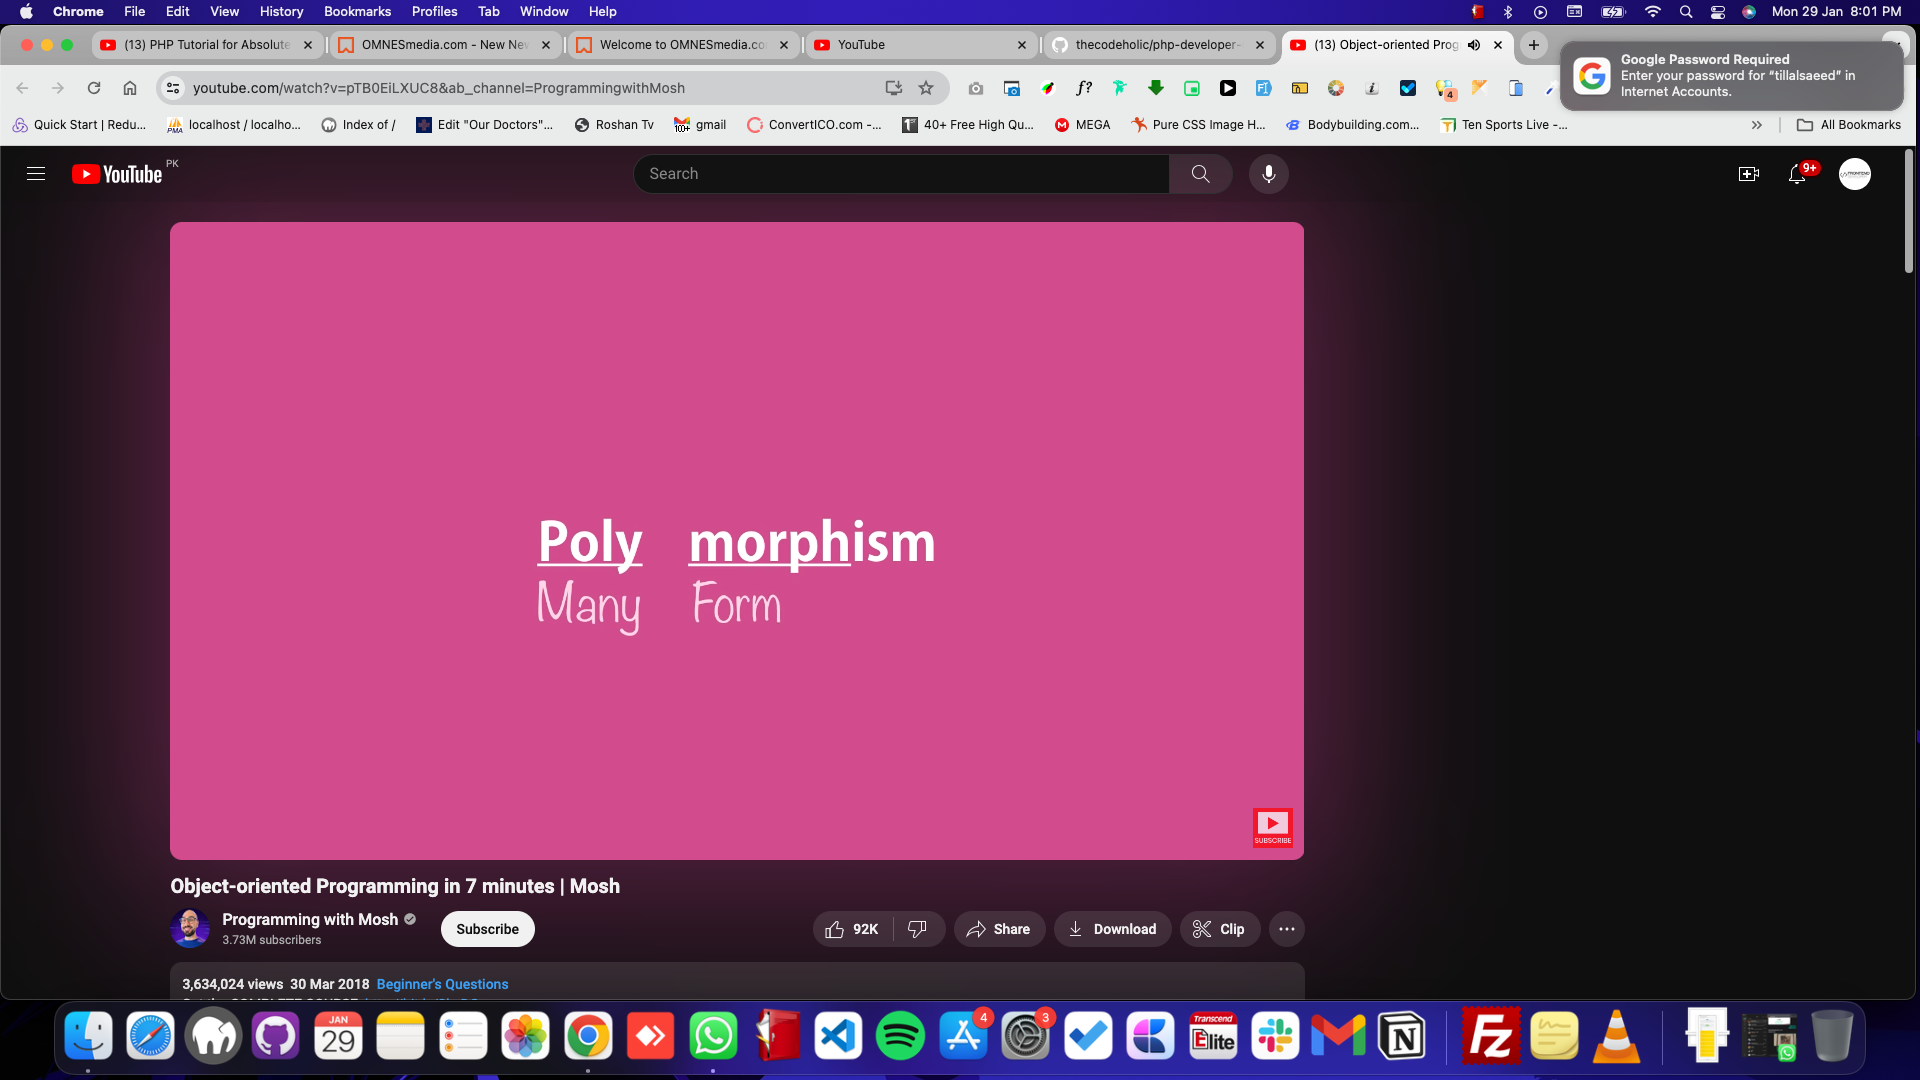 Chrome File Edit View History Bookmarks Profiles Tab Window Help
Mon 29 Jan 8:01 PM
(13) PHP Tutorial for Absolute
OMNESmedia.com - New Ne
Welcome to OMNESmedia.co
YouTube
thecodeholic/php-developer-
(13) Object-oriented Prog
Google Password Required
Enter your password for “tillalsaeed” in
Internet Accounts.
youtube.com/watch?v=pTB0EiLXUC8&ab_channel=ProgrammingwithMosh
f?
4
Quick Start | Redu...
PMA
localhost / localho...
Index of /
Edit "Our Doctors"...
Roshan Tv
100+
gmail
ConvertICO.com -...
40+ Free High Qu...
MEGA
Pure CSS Image H...
Bodybuilding.com...
Ten Sports Live -...
All Bookmarks
YouTube PK
Search
9+
Poly morphism
Many Form
SUBSCRIBE
Object-oriented Programming in 7 minutes | Mosh
Programming with Mosh
3.73M subscribers
Subscribe
92K
Share
Download
Clip
3,634,024 views 30 Mar 2018 Beginner's Questions
JAN
29
4
3
Transcend
Elite
Fz